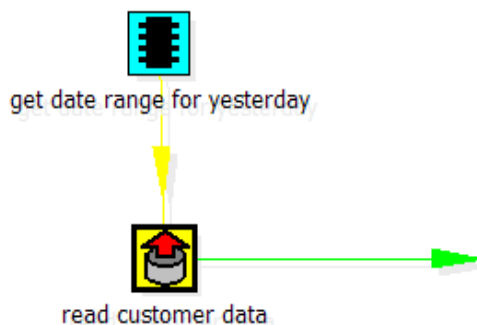 get date range for yesterday
read customer data